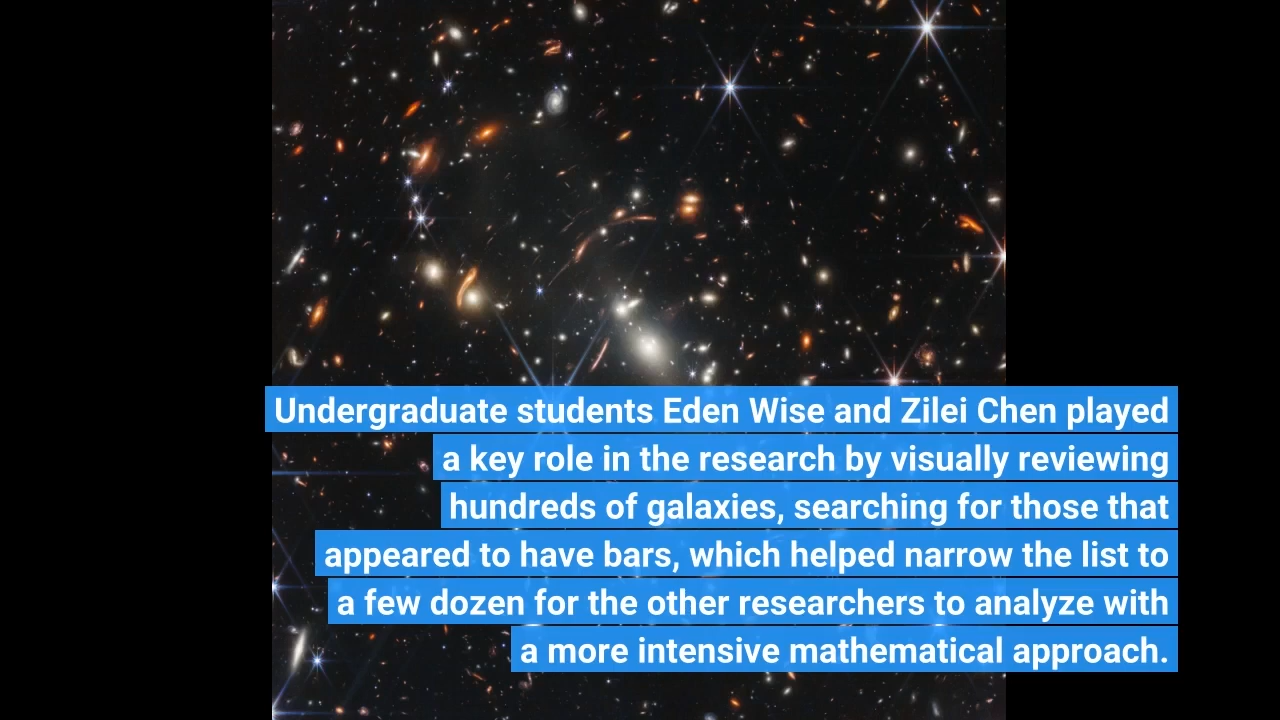 Undergraduate students Eden Wise and Zilei Chen played
a key role in the research by visually reviewing
hundreds of galaxies, searching for those that
appeared to have bars, which helped narrow the list to
a few dozen for the other researchers to analyze with
a more intensive mathematical approach.